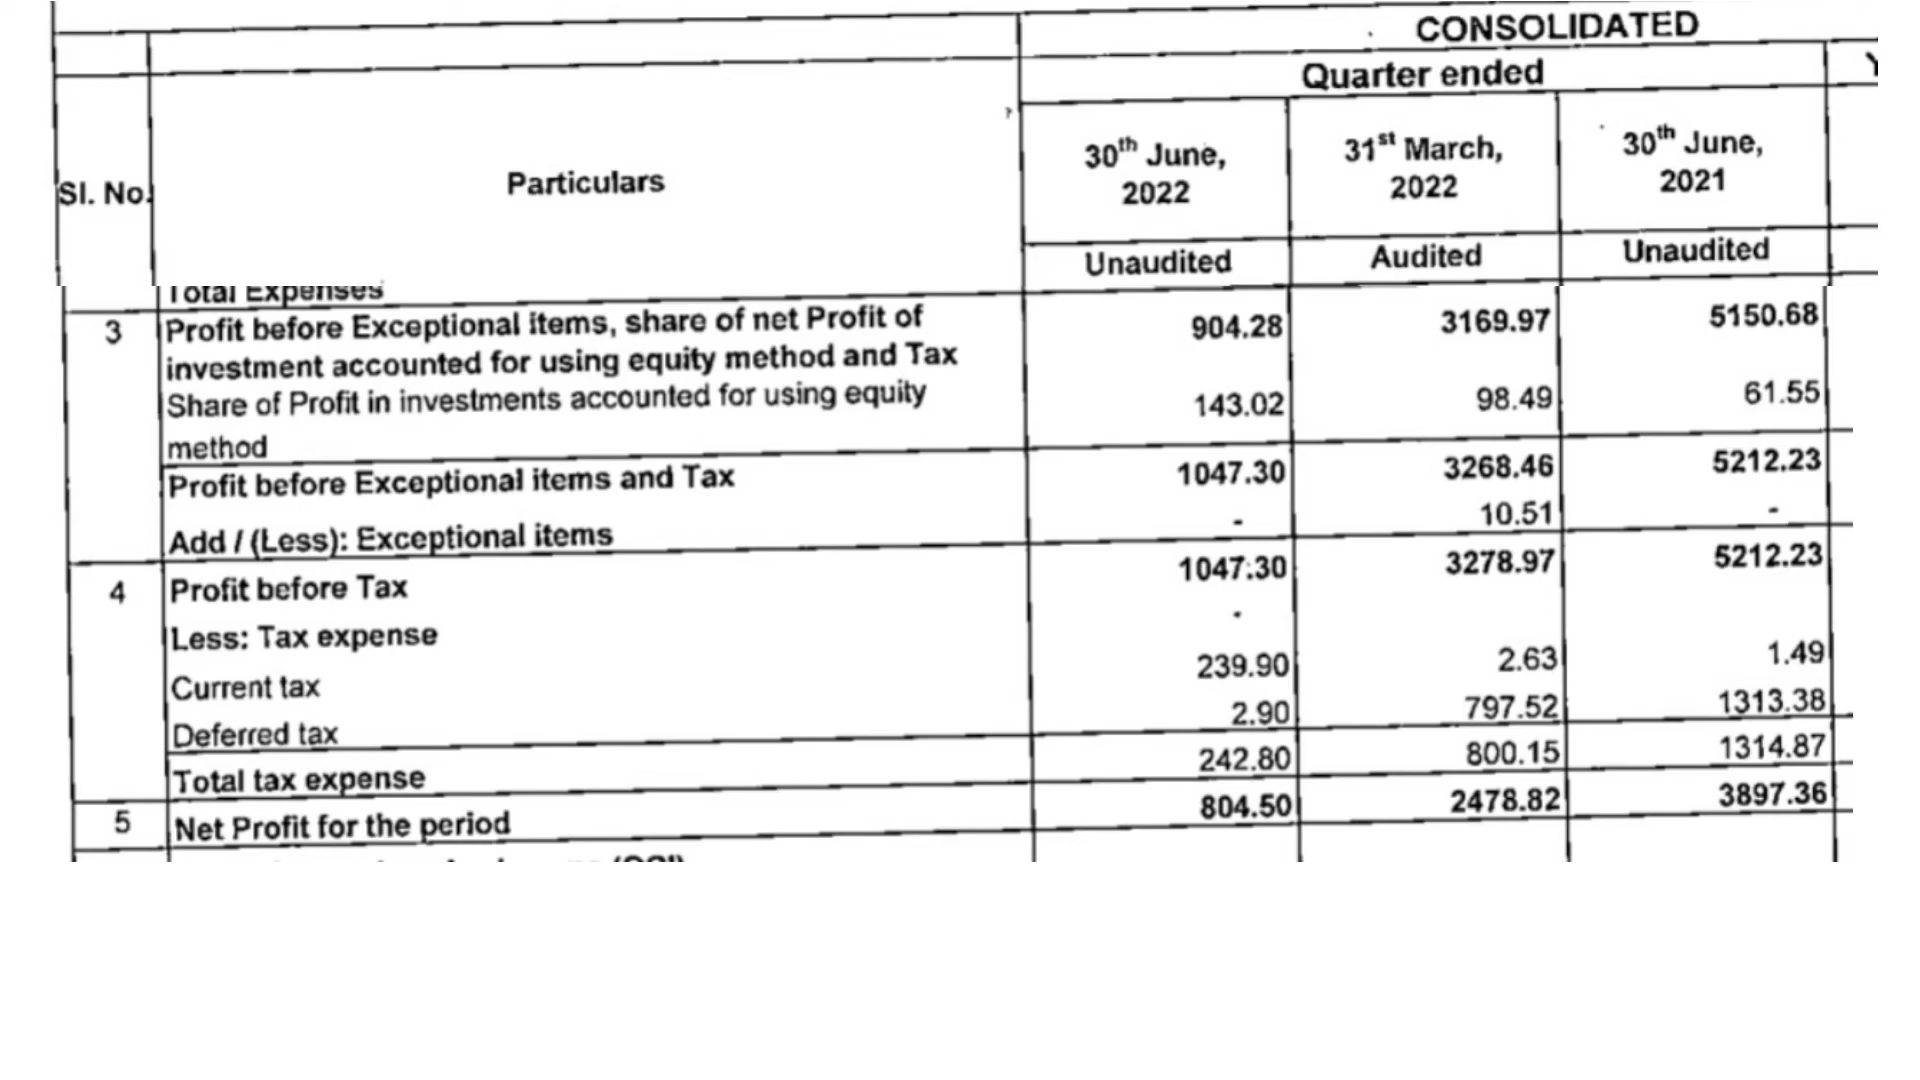 CONSOLIDATED
Quarter ended
Sl. No.
Particulars
30th June, 2022
31st March, 2022
30th June, 2021
Unaudited
Audited
Unaudited
Total Expenses
3 Profit before Exceptional items, share of net Profit of 904.28 3169.97 5150.68
investment accounted for using equity method and Tax
Share of Profit in investments accounted for using equity 143.02 98.49 61.55
method
Profit before Exceptional items and Tax 1047.30 3268.46 5212.23
Add / (Less): Exceptional items - 10.51 -
4 Profit before Tax 1047.30 3278.97 5212.23
Less: Tax expense
Current tax 239.90 2.63 1.49
Deferred tax 2.90 797.52 1313.38
Total tax expense 242.80 800.15 1314.87
5 Net Profit for the period 804.50 2478.82 3897.36